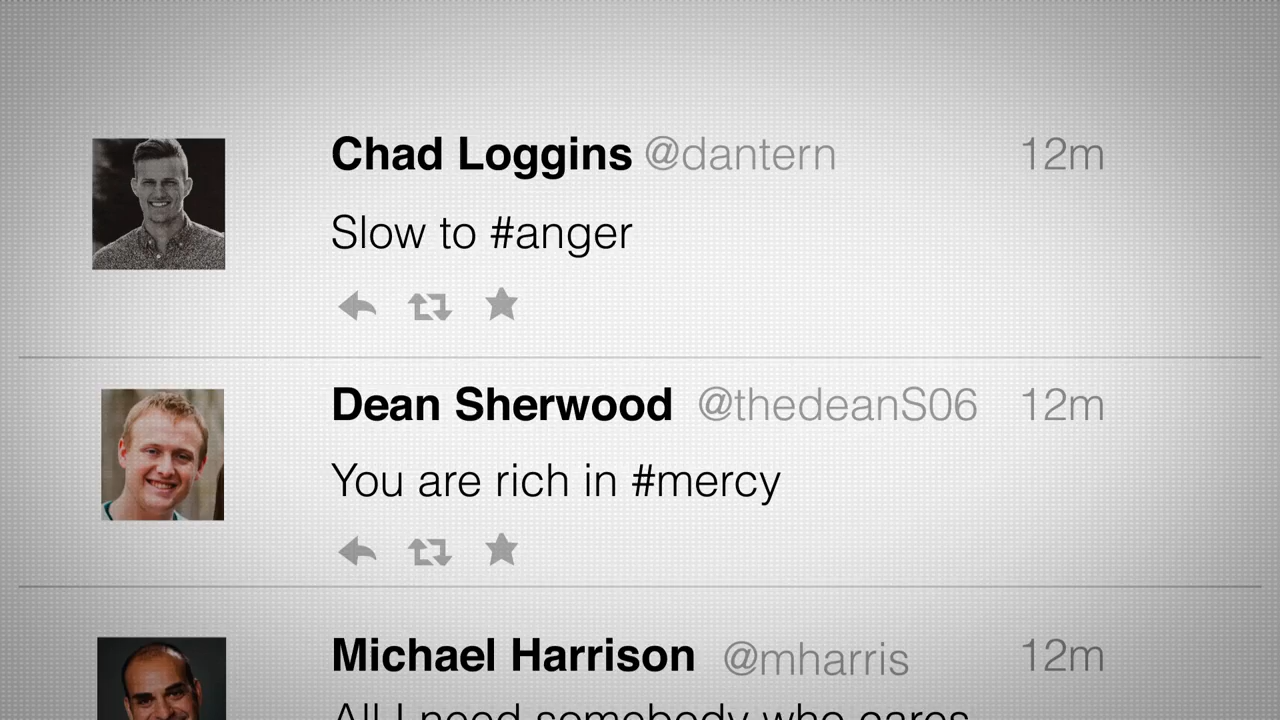 Chad Loggins @dantern 12m
Slow to #anger
Dean Sherwood @thedeanS06 12m
You are rich in #mercy
Michael Harrison @mharris 12m
All I need somebody who cares